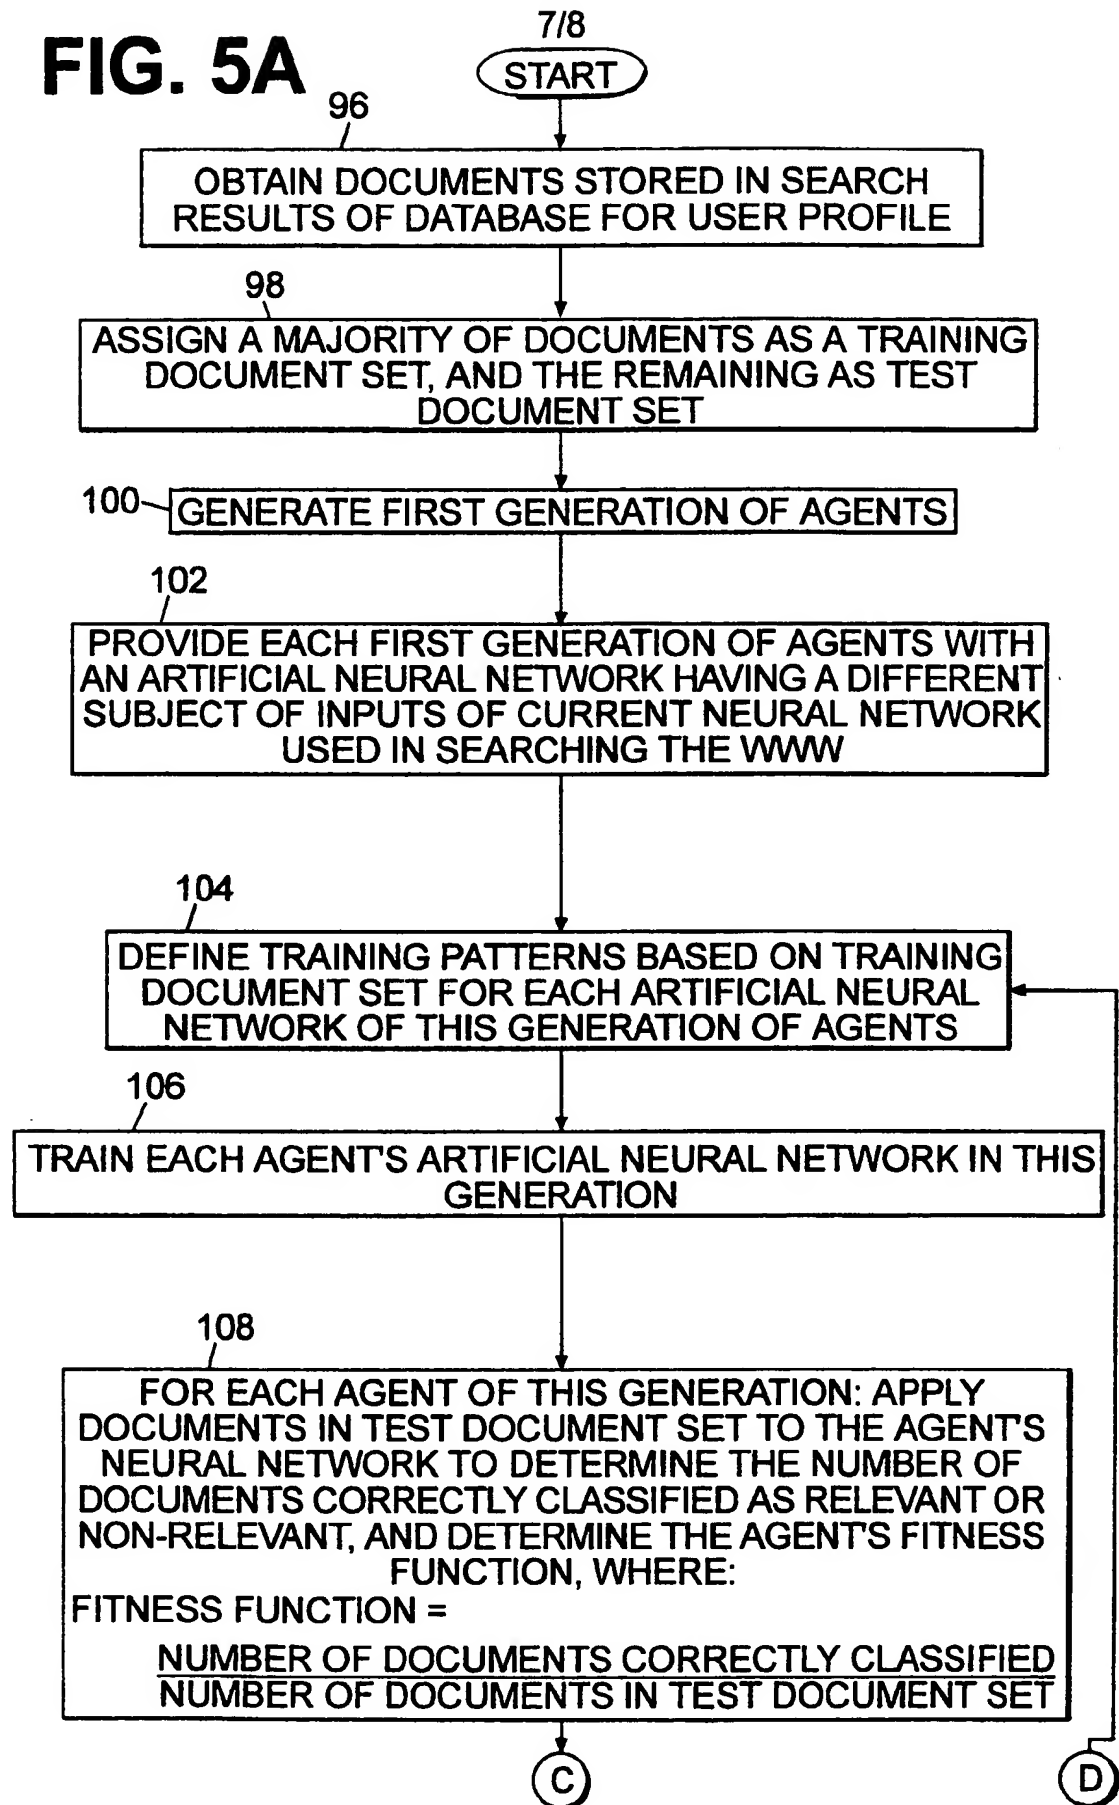 7/8
FIG. 5A
START
96
OBTAIN DOCUMENTS STORED IN SEARCH
RESULTS OF DATABASE FOR USER PROFILE
98
ASSIGN A MAJORITY OF DOCUMENTS AS A TRAINING
DOCUMENT SET, AND THE REMAINING AS TEST
DOCUMENT SET
100
GENERATE FIRST GENERATION OF AGENTS
102
PROVIDE EACH FIRST GENERATION OF AGENTS WITH
AN ARTIFICIAL NEURAL NETWORK HAVING A DIFFERENT
SUBJECT OF INPUTS OF CURRENT NEURAL NETWORK
USED IN SEARCHING THE WWW
104
DEFINE TRAINING PATTERNS BASED ON TRAINING
DOCUMENT SET FOR EACH ARTIFICIAL NEURAL
NETWORK OF THIS GENERATION OF AGENTS
106
TRAIN EACH AGENT'S ARTIFICIAL NEURAL NETWORK IN THIS
GENERATION
108
FOR EACH AGENT OF THIS GENERATION: APPLY
DOCUMENTS IN TEST DOCUMENT SET TO THE AGENT'S
NEURAL NETWORK TO DETERMINE THE NUMBER OF
DOCUMENTS CORRECTLY CLASSIFIED AS RELEVANT OR
NON-RELEVANT, AND DETERMINE THE AGENT'S FITNESS
FUNCTION, WHERE:
FITNESS FUNCTION =
NUMBER OF DOCUMENTS CORRECTLY CLASSIFIED
NUMBER OF DOCUMENTS IN TEST DOCUMENT SET
C
D